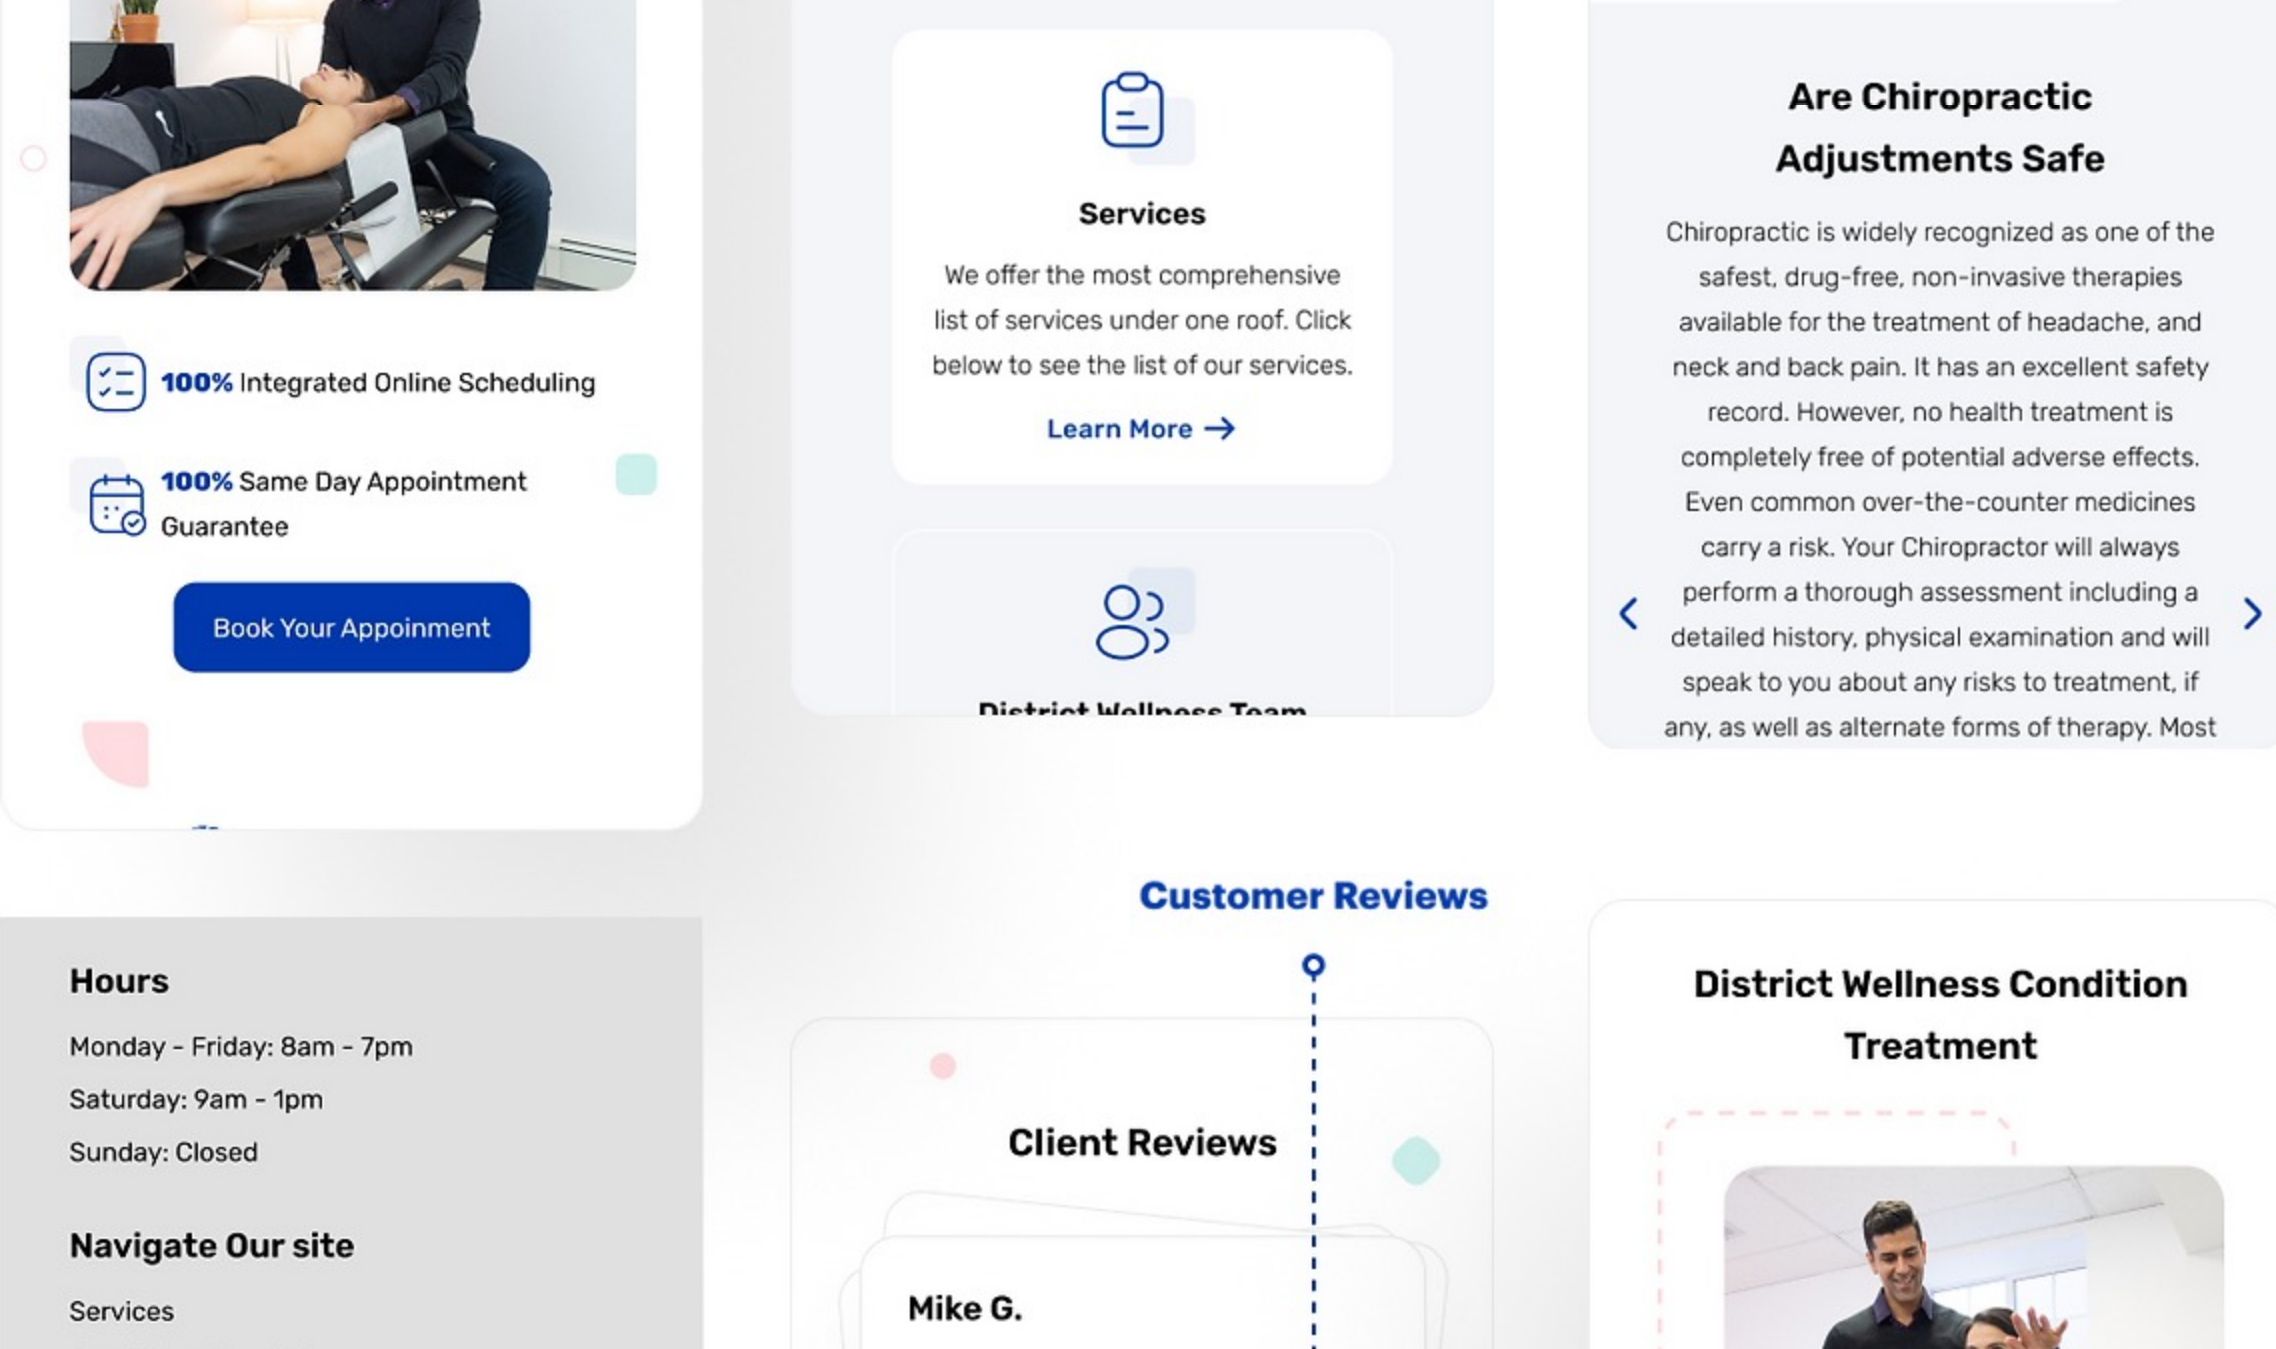 100% Integrated Online Scheduling
100% Same Day Appointment
Guarantee
Book Your Appoinment
Services
We offer the most comprehensive
list of services under one roof. Click
below to see the list of our services.
Learn More
District Wellness Team
Are Chiropractic
Adjustments Safe
Chiropractic is widely recognized as one of the
safest, drug-free, non-invasive therapies
available for the treatment of headache, and
neck and back pain. It has an excellent safety
record. However, no health treatment is
completely free of potential adverse effects.
Even common over-the-counter medicines
carry a risk. Your Chiropractor will always
perform a thorough assessment including a
detailed history, physical examination and will
speak to you about any risks to treatment, if
any, as well as alternate forms of therapy. Most
Hours
Monday - Friday: 8am - 7pm
Saturday: 9am - 1pm
Sunday: Closed
Navigate Our site
Services
Customer Reviews
Client Reviews
Mike G.
District Wellness Condition
Treatment